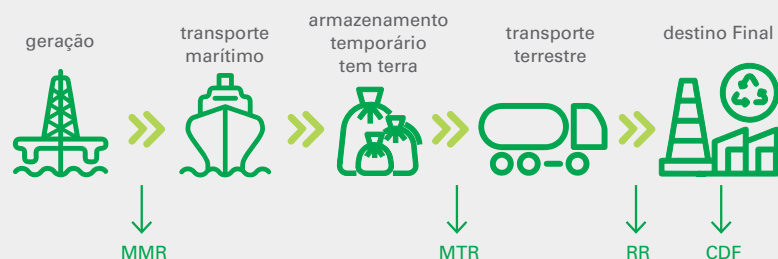 geração
transporte
marítimo
armazenamento
temporário
tem terra
transporte
terrestre
destino Final
MMR
MTR
RR
CDF